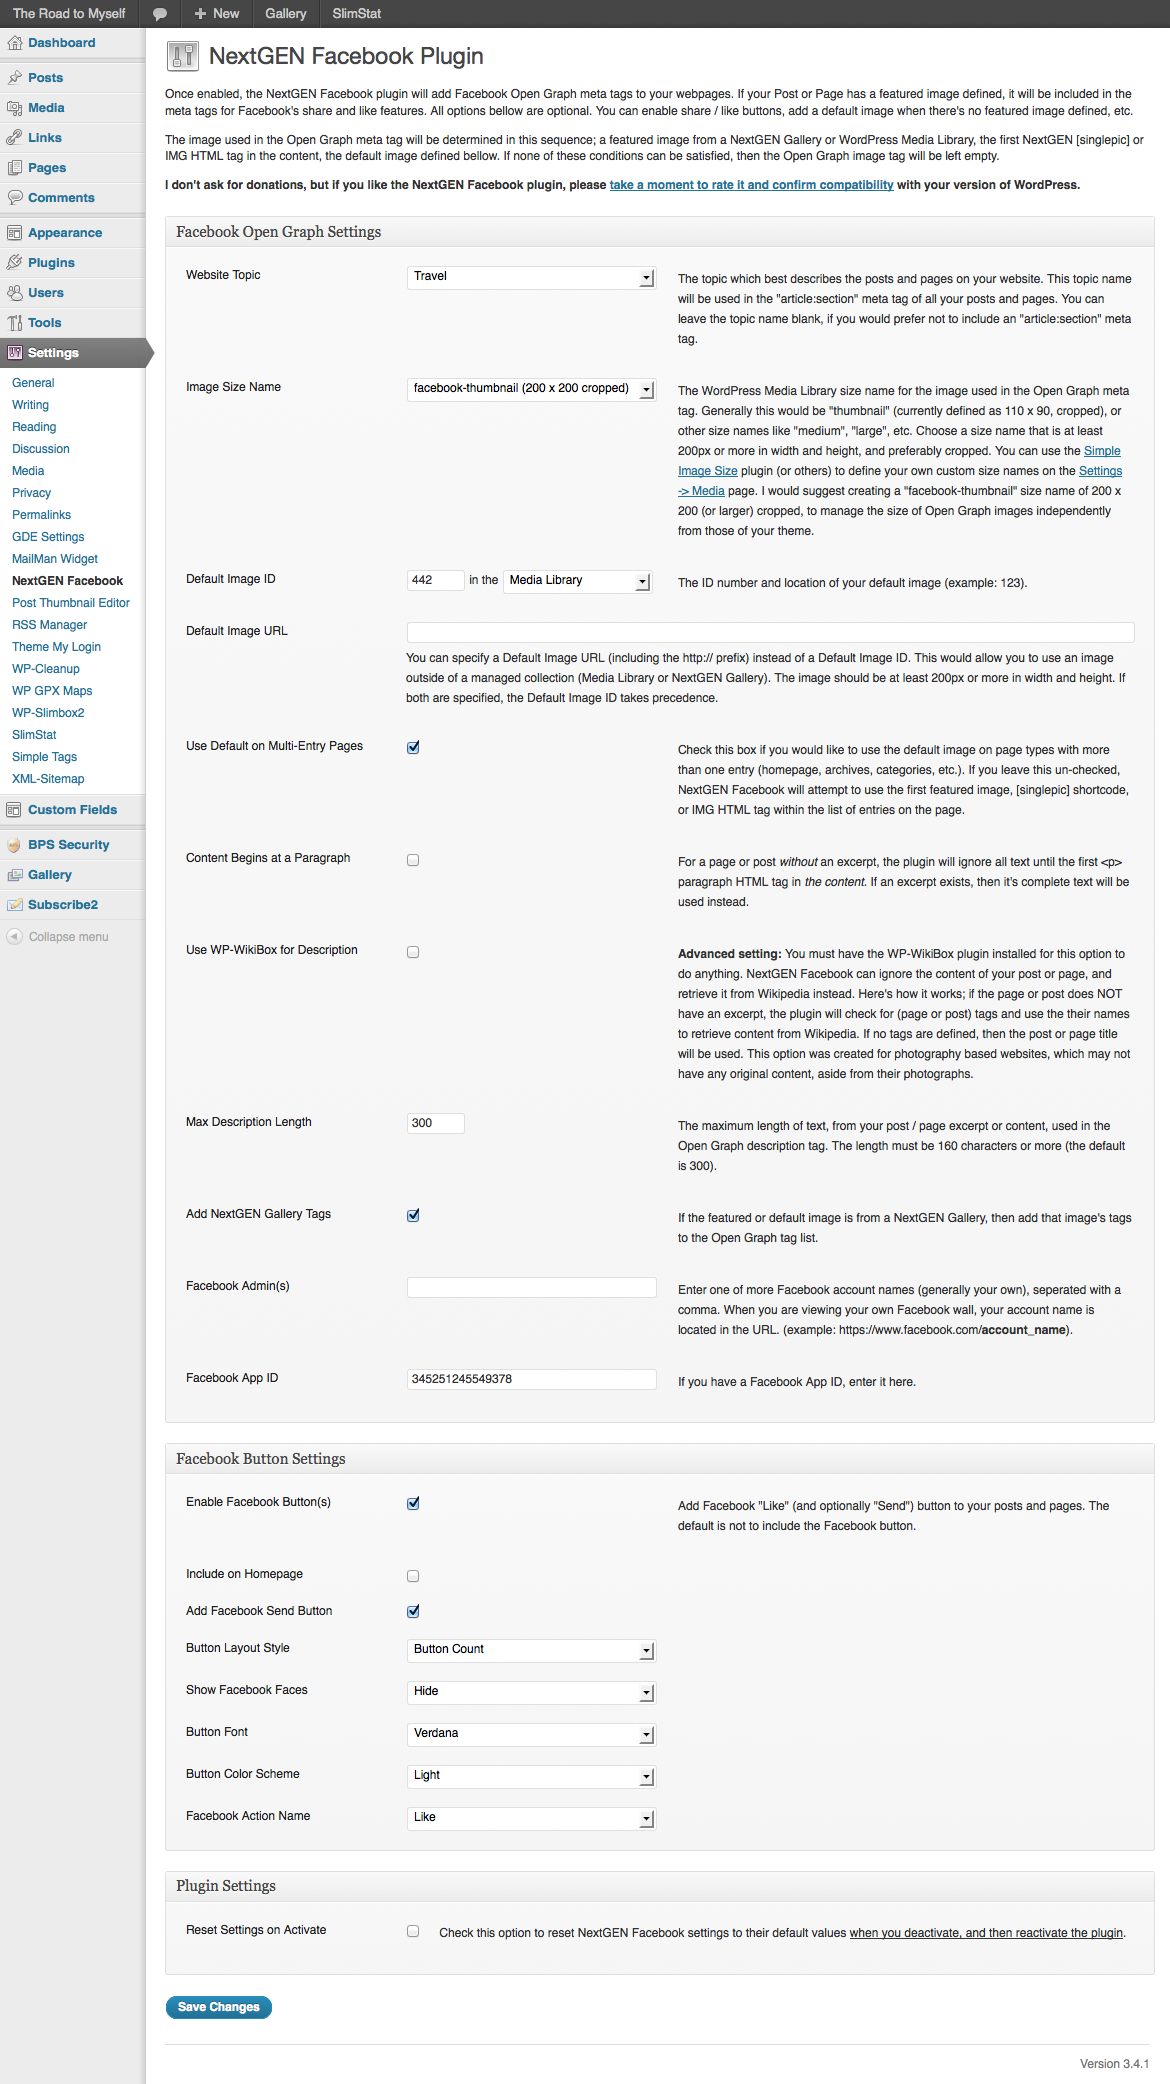 The Road to Myself
New
Gallery
SlimStat
Dashboard
Posts
Media
Links
Pages
Comments
Appearance
Plugins
Users
Tools
Settings
General
Writing
Reading
Discussion
Media
Privacy
Permalinks
GDE Settings
MailMan Widget
NextGEN Facebook
Post Thumbnail Editor
RSS Manager
Theme My Login
WP-Cleanup
WP GPX Maps
WP-Slimbox2
SlimStat
Simple Tags
XML-Sitemap
Custom Fields
BPS Security
Gallery
Subscribe2
Collapse menu
NextGEN Facebook Plugin
Once enabled, the NextGEN Facebook plugin will add Facebook Open Graph meta tags to your webpages. If your Post or Page has a featured image defined, it will be included in the
meta tags for Facebook's share and like features. All options bellow are optional. You can enable share / like buttons, add a default image when there's no featured image defined, etc.
The image used in the Open Graph meta tag will be determined in this sequence; a featured image from a NextGEN Gallery or WordPress Media Library, the first NextGEN [singlepic] or
IMG HTML tag in the content, the default image defined bellow. If none of these conditions can be satisfied, then the Open Graph image tag will be left empty.
I don't ask for donations, but if you like the NextGEN Facebook plugin, please take a moment to rate it and confirm compatibility with your version of WordPress.
Facebook Open Graph Settings
Website Topic
Travel
The topic which best describes the posts and pages on your website. This topic name
will be used in the "article:section" meta tag of all your posts and pages. You can
leave the topic name blank, if you would prefer not to include an "article:section" meta
tag.
Image Size Name
facebook-thumbnail (200 x 200 cropped)
The WordPress Media Library size name for the image used in the Open Graph meta
tag. Generally this would be "thumbnail" (currently defined as 110 x 90, cropped), or
other size names like "medium", "large", etc. Choose a size name that is at least
200px or more in width and height, and preferably cropped. You can use the Simple
Image Size plugin (or others) to define your own custom size names on the Settings
-> Media page. I would suggest creating a "facebook-thumbnail" size name of 200 x
200 (or larger) cropped, to manage the size of Open Graph images independently
from those of your theme.
Default Image ID
442 in the Media Library
The ID number and location of your default image (example: 123).
Default Image URL
You can specify a Default Image URL (including the http:// prefix) instead of a Default Image ID. This would allow you to use an image
outside of a managed collection (Media Library or NextGEN Gallery). The image should be at least 200px or more in width and height. If
both are specified, the Default Image ID takes precedence.
Use Default on Multi-Entry Pages
Check this box if you would like to use the default image on page types with more
than one entry (homepage, archives, categories, etc.). If you leave this un-checked,
NextGEN Facebook will attempt to use the first featured image, [singlepic] shortcode,
or IMG HTML tag within the list of entries on the page.
Content Begins at a Paragraph
For a page or post without an excerpt, the plugin will ignore all text until the first <p>
paragraph HTML tag in the content. If an excerpt exists, then it's complete text will be
used instead.
Use WP-WikiBox for Description
Advanced setting: You must have the WP-WikiBox plugin installed for this option to
do anything. NextGEN Facebook can ignore the content of your post or page, and
retrieve it from Wikipedia instead. Here's how it works; if the page or post does NOT
have an excerpt, the plugin will check for (page or post) tags and use the their names
to retrieve content from Wikipedia. If no tags are defined, then the post or page title
will be used. This option was created for photography based websites, which may not
have any original content, aside from their photographs.
Max Description Length
300
The maximum length of text, from your post / page excerpt or content, used in the
Open Graph description tag. The length must be 160 characters or more (the default
is 300).
Add NextGEN Gallery Tags
If the featured or default image is from a NextGEN Gallery, then add that image's tags
to the Open Graph tag list.
Facebook Admin(s)
Enter one of more Facebook account names (generally your own), seperated with a
comma. When you are viewing your own Facebook wall, your account name is
located in the URL. (example: https://www.facebook.com/account_name).
Facebook App ID
345251245549378
If you have a Facebook App ID, enter it here.
Facebook Button Settings
Enable Facebook Button(s)
Add Facebook "Like" (and optionally "Send") button to your posts and pages. The
default is not to include the Facebook button.
Include on Homepage
Add Facebook Send Button
Button Layout Style
Button Count
Show Facebook Faces
Hide
Button Font
Verdana
Button Color Scheme
Light
Facebook Action Name
Like
Plugin Settings
Reset Settings on Activate
Check this option to reset NextGEN Facebook settings to their default values when you deactivate, and then reactivate the plugin.
Save Changes
Version 3.4.1